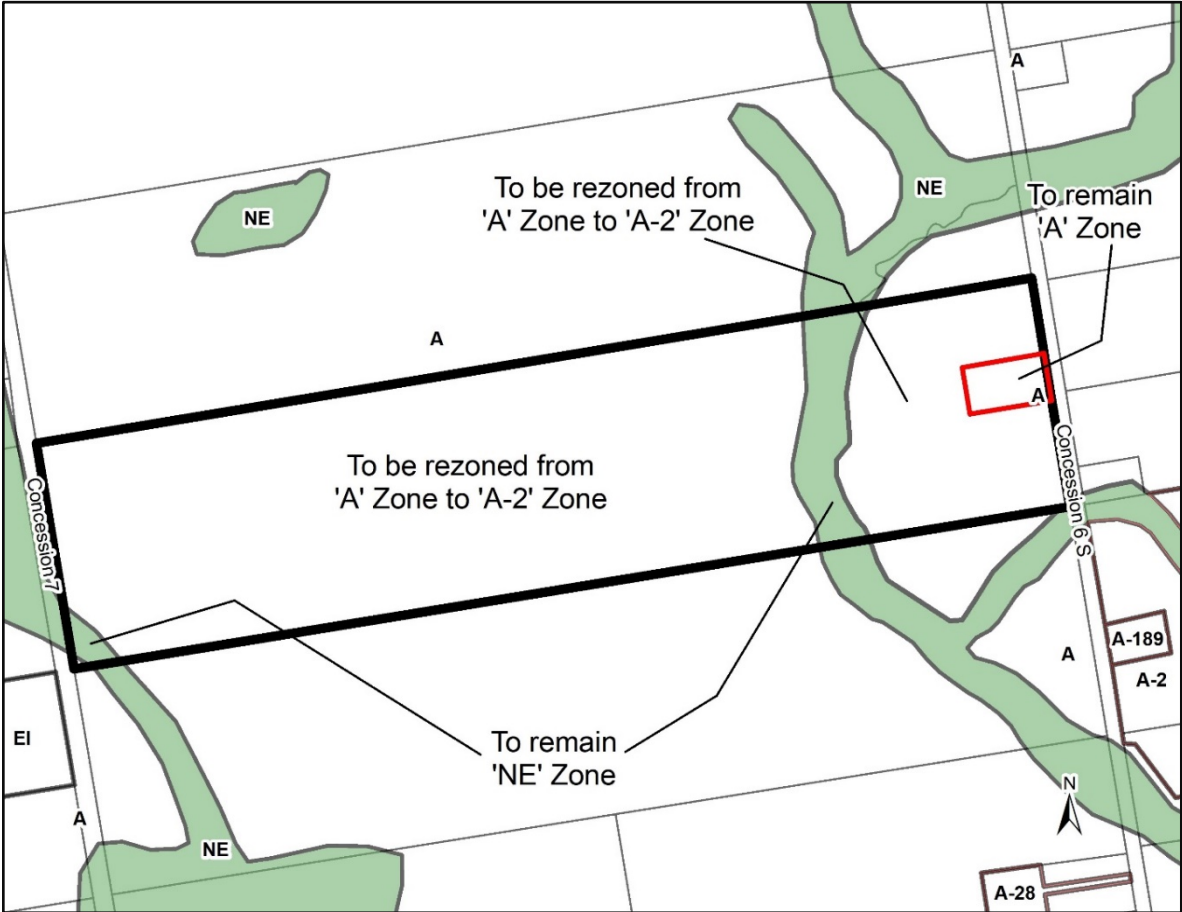 A
NE
NE
To be rezoned from
'A' Zone to 'A-2' Zone
To remain
'A' Zone
A
A
Concession 7
To be rezoned from
'A' Zone to 'A-2' Zone
Concession 6 S
A-189
A
A-2
EI
To remain
'NE' Zone
N
A
NE
A-28